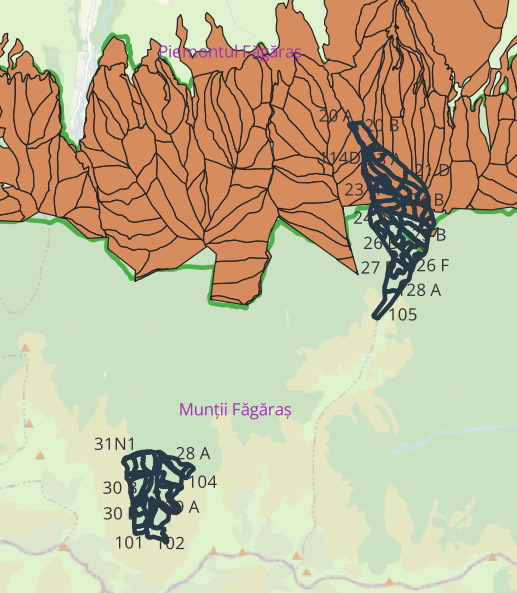 Piemontul Făgăraș
20 A
20 B
114D
21 D
23
B
24
B
26
26 F
27
128 A
105
Munții Făgăraș
31N1
28 A
104
30
A
30
101
102